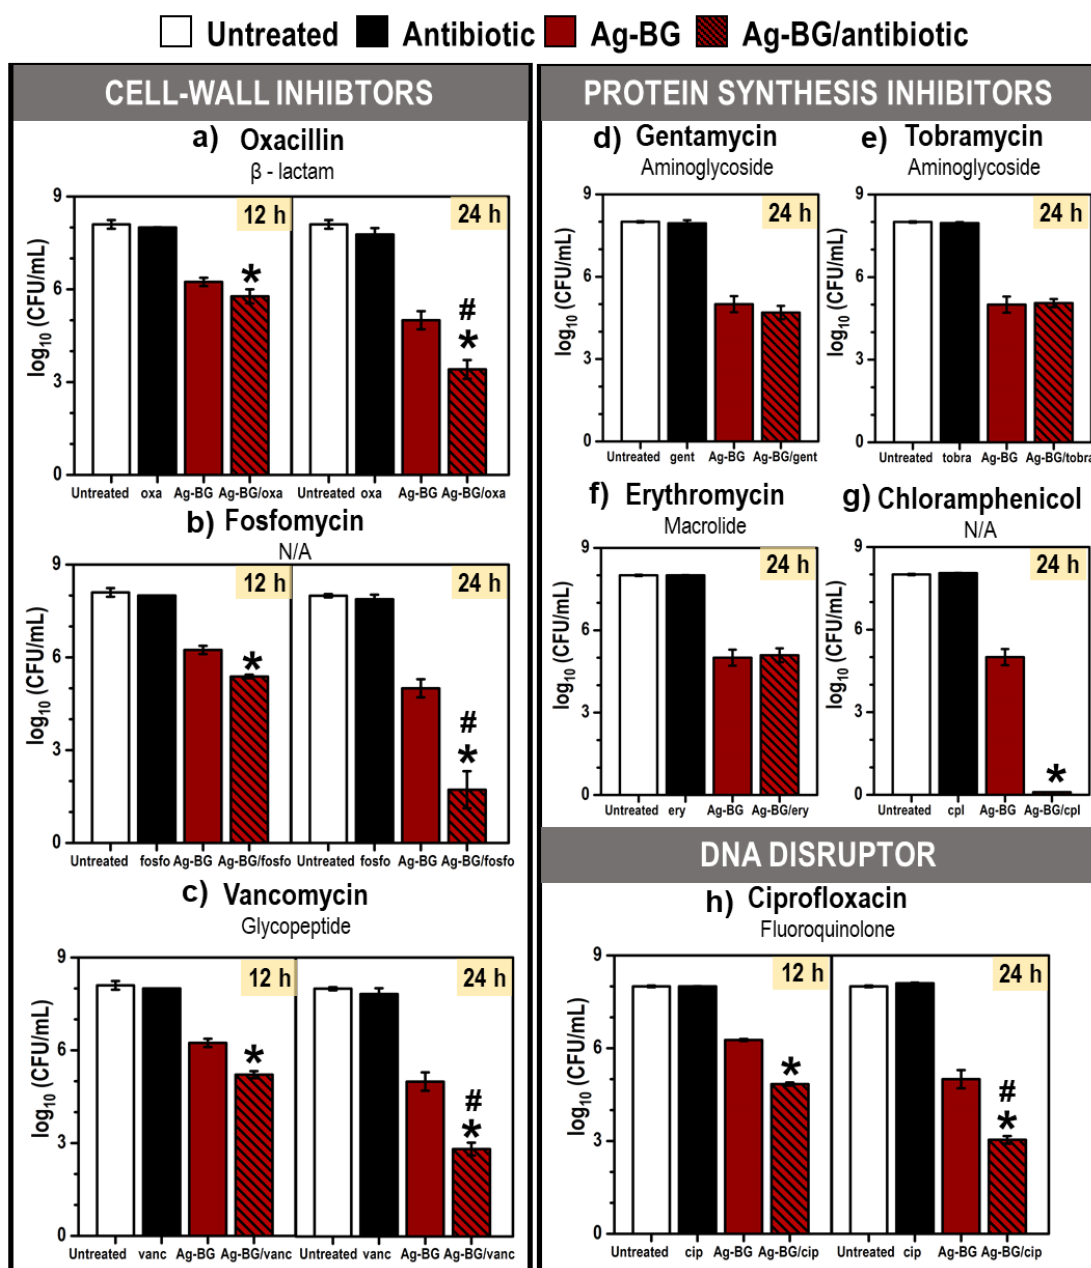 Untreated Antibiotic Ag-BG Ag-BG/antibiotic
CELL-WALL INHIBTORS
a) Oxacillin
β - lactam
log10 (CFU/mL)
9
6
3
0
12 h
*
24 h
#
*
Untreated oxa Ag-BG Ag-BG/oxa Untreated oxa Ag-BG Ag-BG/oxa
b) Fosfomycin
N/A
log10 (CFU/mL)
9
6
3
0
12 h
*
24 h
#
*
Untreated fosfo Ag-BG Ag-BG/fosfo Untreated fosfo Ag-BG Ag-BG/fosfo
c) Vancomycin
Glycopeptide
log10 (CFU/mL)
9
6
3
0
12 h
*
24 h
#
*
Untreated vanc Ag-BG Ag-BG/vanc Untreated vanc Ag-BG Ag-BG/vanc
PROTEIN SYNTHESIS INHIBITORS
d) Gentamycin
Aminoglycoside
log10 (CFU/mL)
9
6
3
0
24 h
Untreated gent Ag-BG Ag-BG/gent
e) Tobramycin
Aminoglycoside
log10 (CFU/mL)
9
6
3
0
24 h
Untreated tobra Ag-BG Ag-BG/tobra
f) Erythromycin
Macrolide
log10 (CFU/mL)
9
6
3
0
24 h
Untreated ery Ag-BG Ag-BG/ery
g) Chloramphenicol
N/A
log10 (CFU/mL)
9
6
3
0
24 h
*
Untreated cpl Ag-BG Ag-BG/cpl
DNA DISRUPTOR
h) Ciprofloxacin
Fluoroquinolone
log10 (CFU/mL)
9
6
3
0
12 h
*
24 h
#
*
Untreated cip Ag-BG Ag-BG/cip Untreated cip Ag-BG Ag-BG/cip